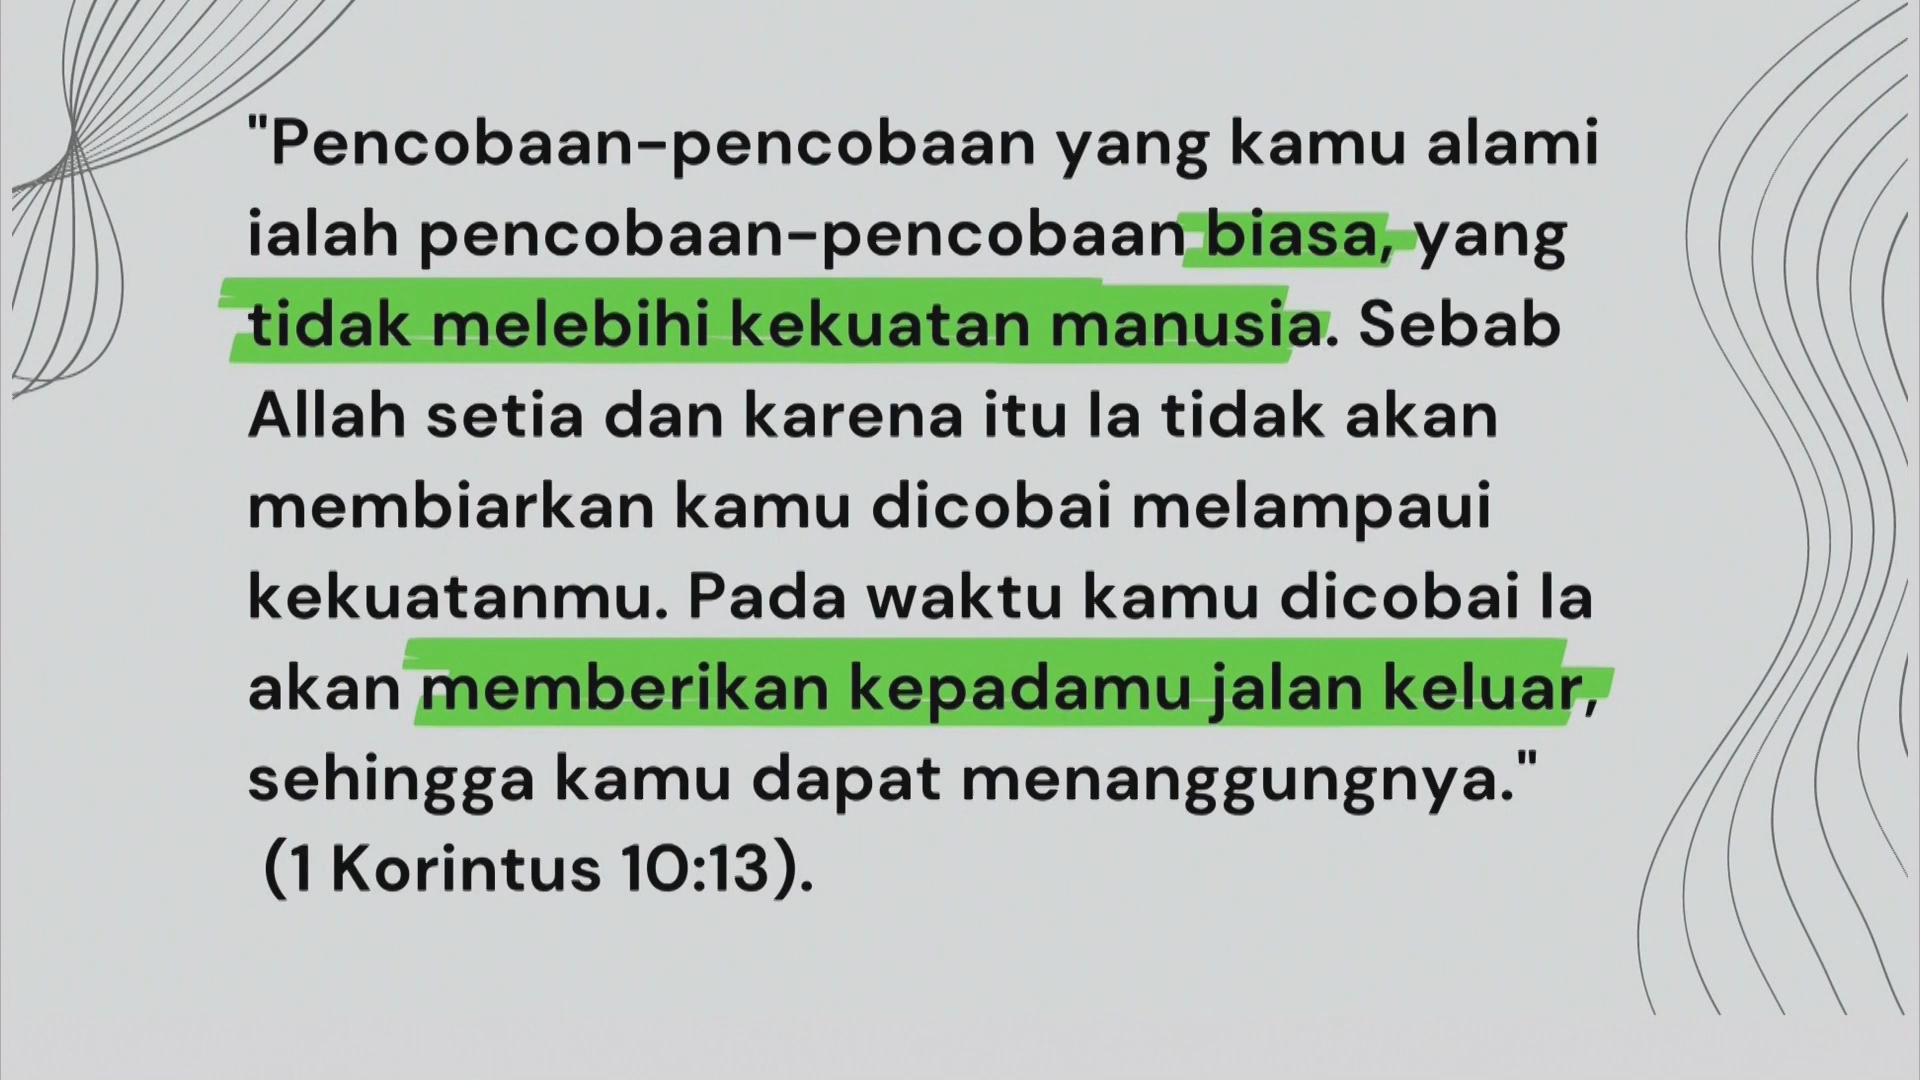 "Pencobaan-pencobaan yang kamu alami
ialah pencobaan-pencobaan biasa, yang
tidak melebihi kekuatan manusia. Sebab
Allah setia dan karena itu Ia tidak akan
membiarkan kamu dicobai melampaui
kekuatanmu. Pada waktu kamu dicobai Ia
akan memberikan kepadamu jalan keluar,
sehingga kamu dapat menanggungnya."
(1 Korintus 10:13).